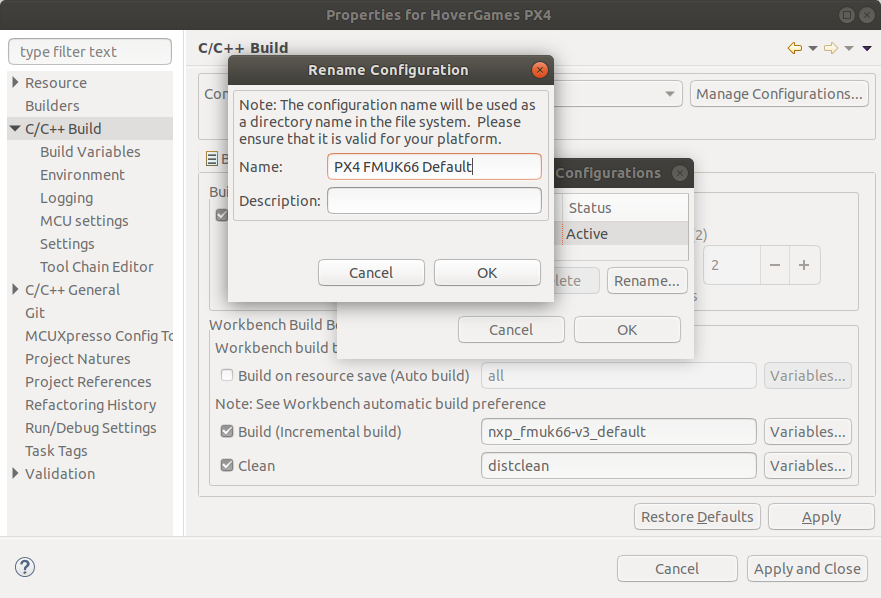 Properties for HoverGames PX4
type filter text
Resource
Builders
C/C++ Build
Build Variables
Environment
Logging
MCU settings
Settings
Tool Chain Editor
C/C++ General
Git
MCUXpresso Config To
Project Natures
Project References
Refactoring History
Run/Debug Settings
Task Tags
Validation
C/C++ Build
Manage Configurations...
Rename Configuration
Note: The configuration name will be used as
a directory name in the file system. Please
ensure that it is valid for your platform.
Name: PX4 FMUK66 Default
Description:
Cancel OK
Configurations
Status
Active
Rename...
Cancel OK
2)
2 − +
Workbench Build
Workbench build
Build on resource save (Auto build) all Variables...
Note: See Workbench automatic build preference
Build (Incremental build) nxp_fmuk66-v3_default Variables...
Clean distclean Variables...
Restore Defaults Apply
? Cancel Apply and Close